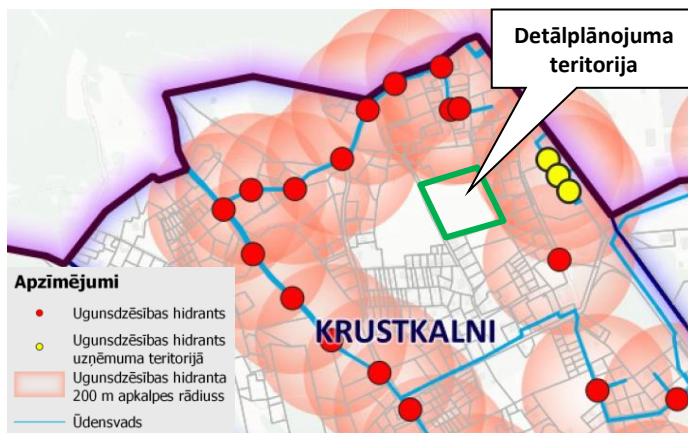 Detālplānojuma
teritorija
KRUSTKALNI
Apzīmējumi
Ugunsdzēsības hidrants
Ugunsdzēsības hidrants
uzņēmuma teritorijā
Ugunsdzēsības hidranta
200 m apkalpes rādiuss
Ūdensvads